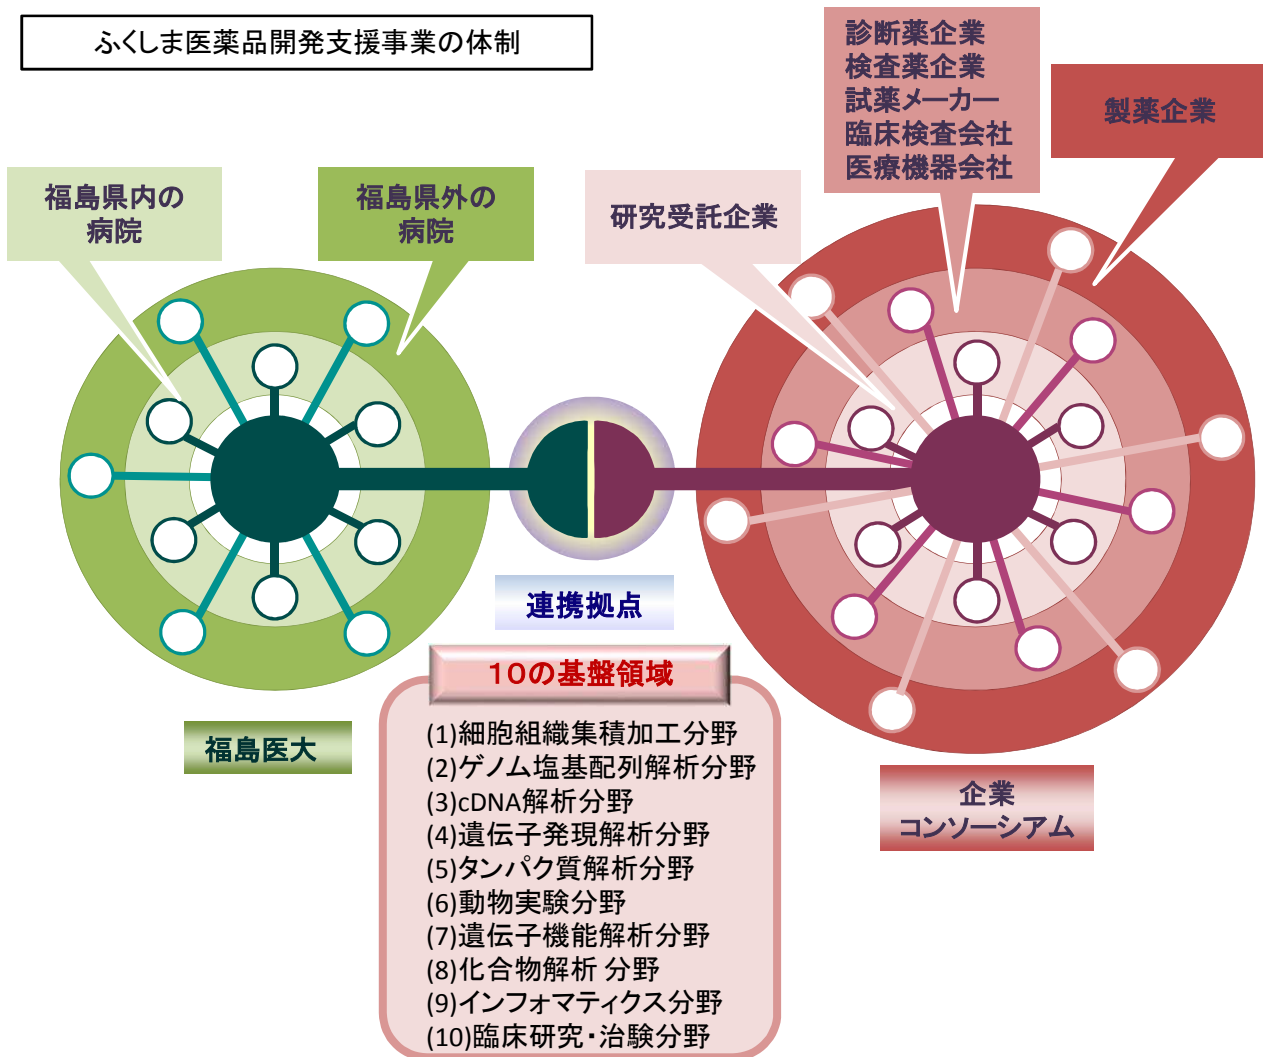 ふくしま医薬品開発支援事業の体制
診断薬企業
検査薬企業
試薬メーカー
臨床検査会社
医療機器会社
製薬企業
福島県内の
病院
福島県外の
病院
研究受託企業
連携拠点
10の基盤領域
福島医大
(1)細胞組織集積加工分野
(2)ゲノム塩基配列解析分野
(3)cDNA解析分野
(4)遺伝子発現解析分野
(5)タンパク質解析分野
(6)動物実験分野
(7)遺伝子機能解析分野
(8)化合物解析 分野
(9)インフォマティクス分野
(10)臨床研究・治験分野
企業
コンソーシアム